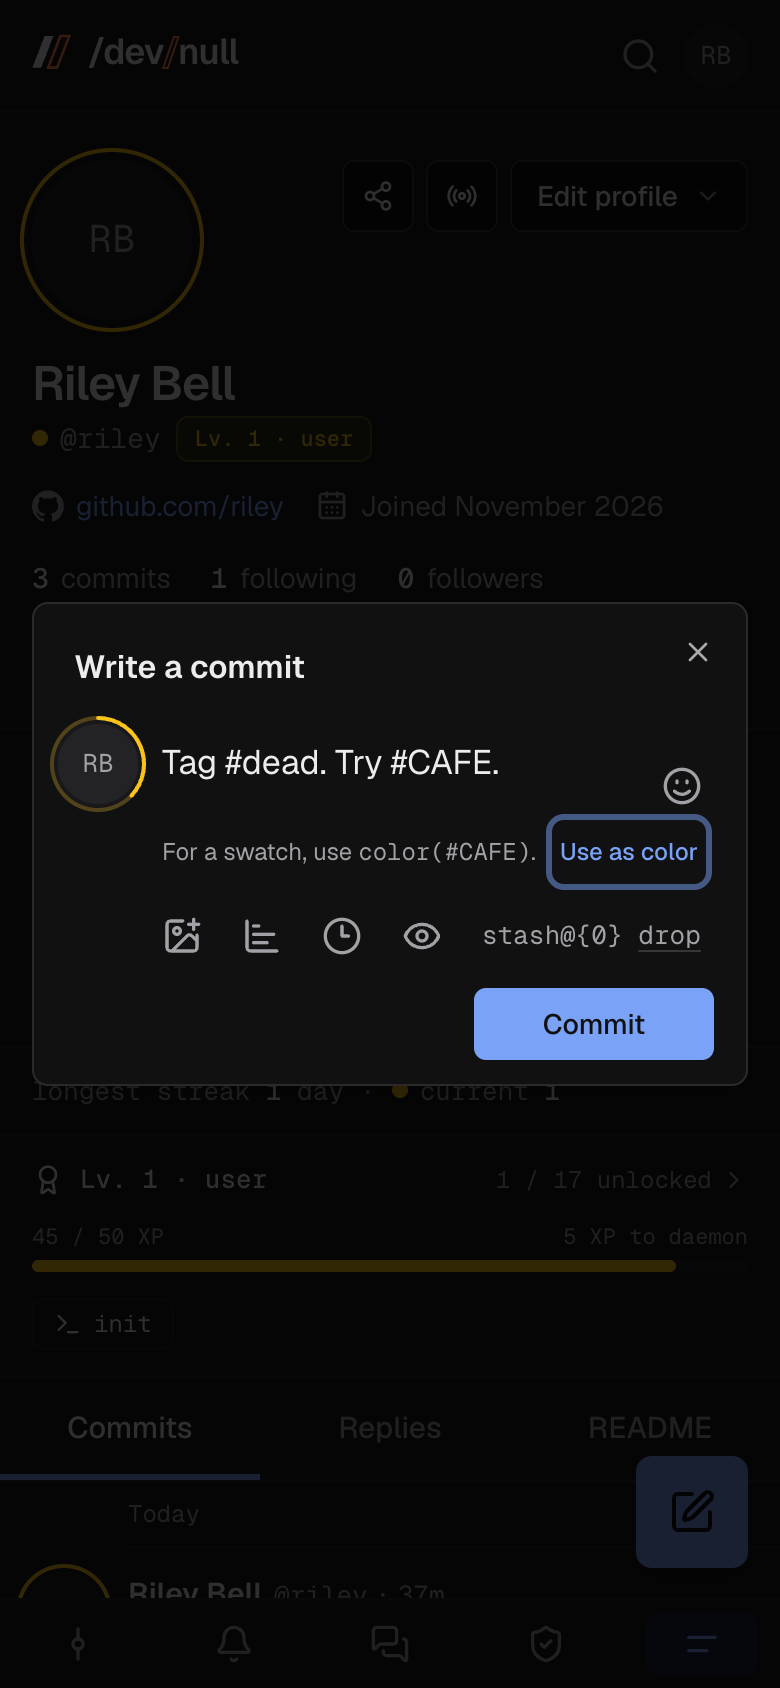 /dev/null
RB
RB
Edit profile
Riley Bell
@riley Lv. 1 · user
github.com/riley Joined November 2026
3 commits 1 following 0 followers
Write a commit
RB
Tag #dead. Try #CAFE.
For a swatch, use color(#CAFE). Use as color
stash@{0} drop
Commit
longest streak 1 day · current 1
Lv. 1 · user 1 / 17 unlocked
45 / 50 XP 5 XP to daemon
init
Commits Replies README
Today
Riley Bell @riley · 37m